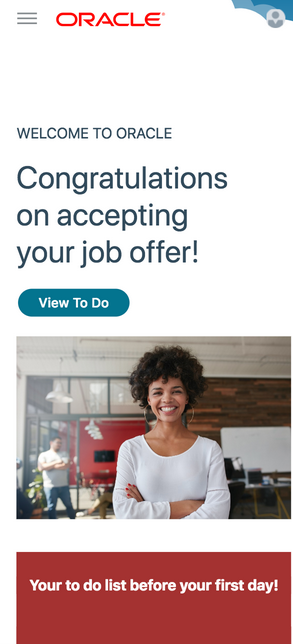 ORACLE
WELCOME TO ORACLE
Congratulations
on accepting
your job offer!
View To Do
Your to do list before your first day!